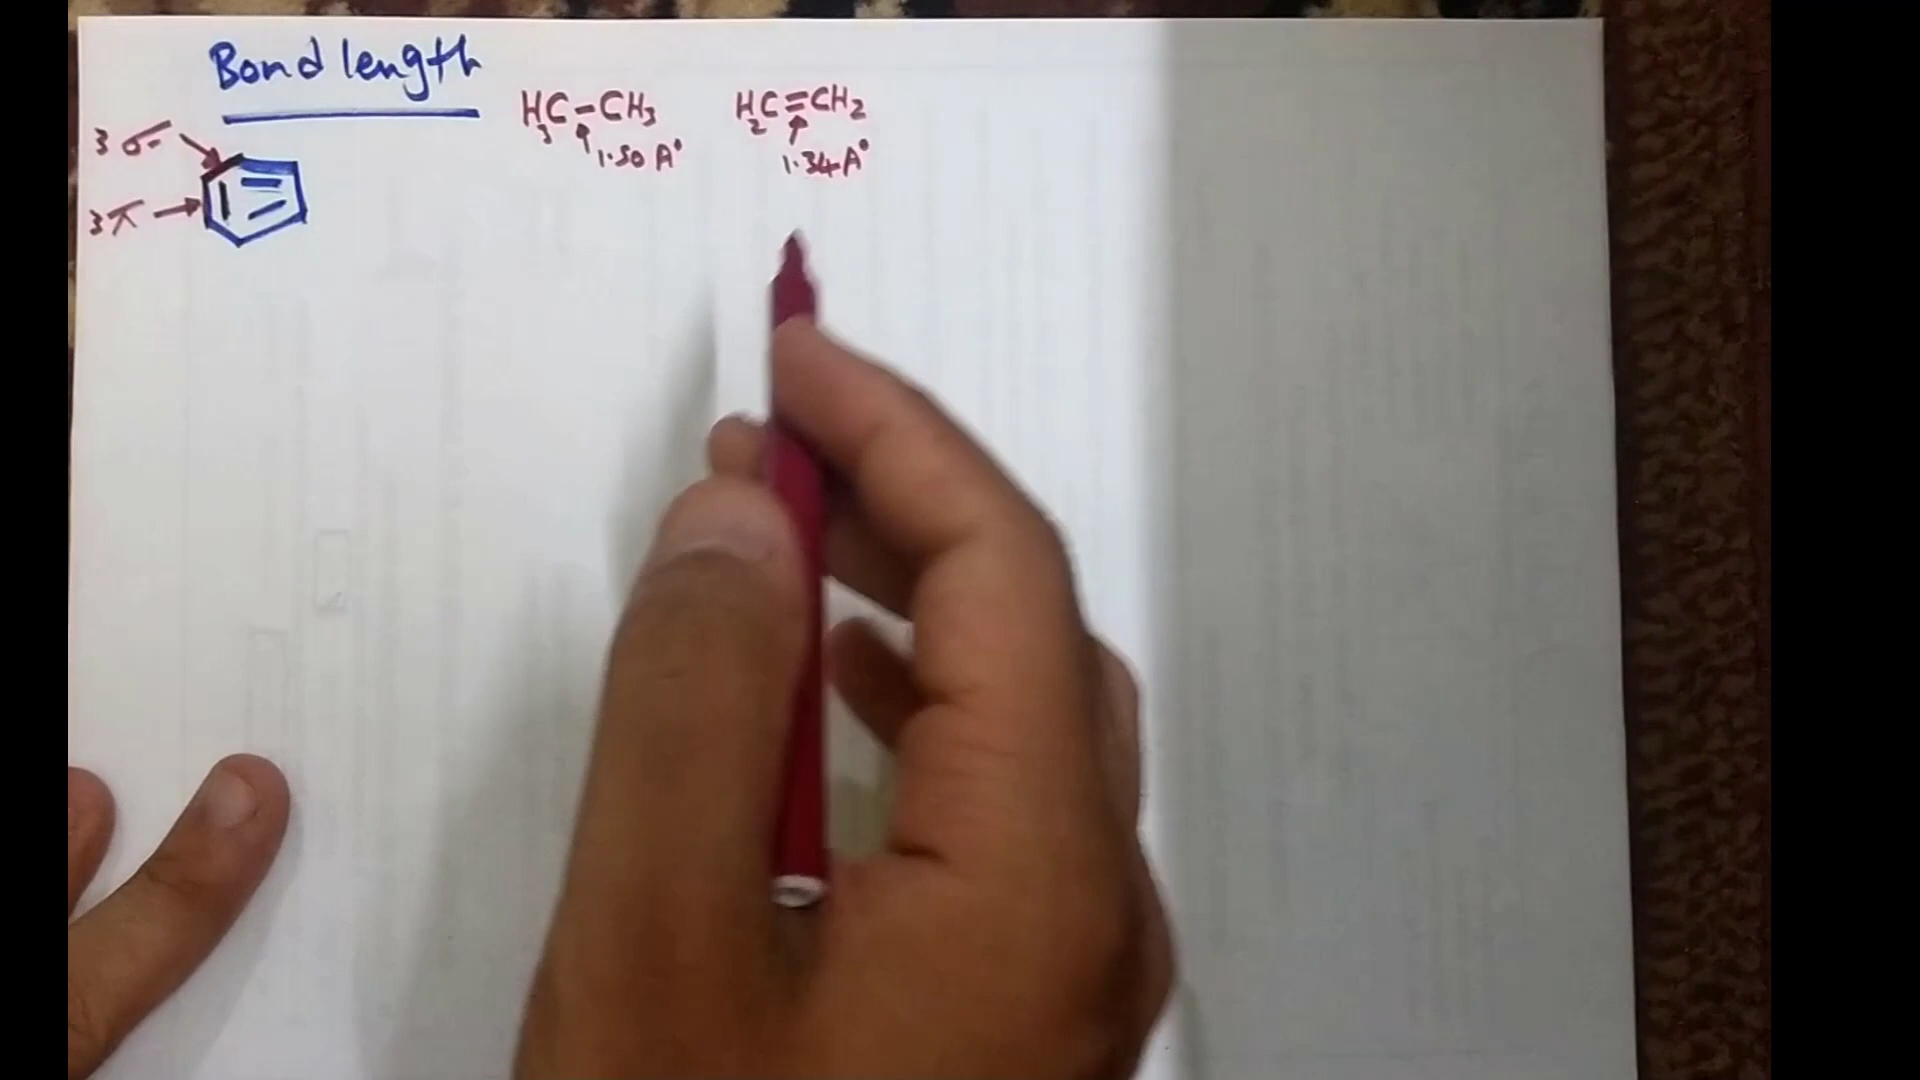 Bond length
H₃C-CH₃
H₂C=CH₂
1.50 A°
1.34 A°
3 σ
3 π